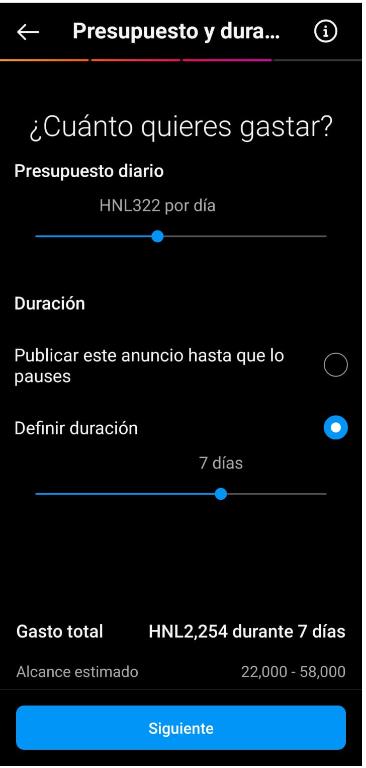 Presupuesto y dura...
¿Cuánto quieres gastar?
Presupuesto diario
HNL322 por día
Duración
Publicar este anuncio hasta que lo
pauses
Definir duración
7 días
Gasto total HNL2,254 durante 7 días
Alcance estimado 22,000 - 58,000
Siguiente